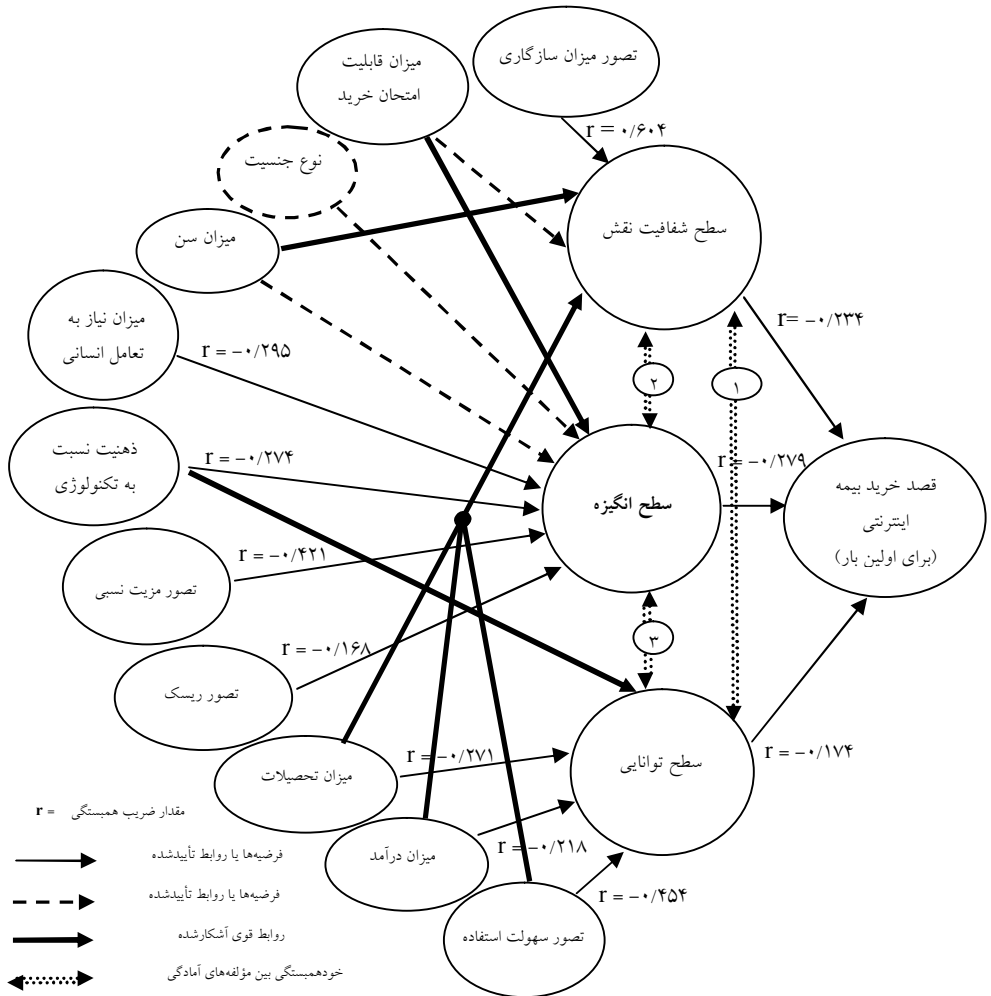 تصور میزان سازگاری
میزان قابلیت
امتحان خرید
r = ۰/۶۰۴
نوع جنسیت
سطح شفافیت نقش
میزان سن
میزان نیاز به
تعامل انسانی
r = -۰/۲۹۵
r= -۰/۲۳۴
۲
۱
ذهنیت نسبت
به تکنولوژی
r = -۰/۲۷۴
r = -۰/۲۷۹
سطح انگیزه
قصد خرید بیمه
اینترنتی
(برای اولین بار)
r = -۰/۴۲۱
تصور مزیت نسبی
r = -۰/۱۶۸
۳
تصور ریسک
r = -۰/۲۷۱
میزان تحصیلات
سطح توانایی
r = -۰/۱۷۴
میزان درآمد
r = -۰/۲۱۸
r = -۰/۴۵۴
تصور سهولت استفاده
r = مقدار ضریب همبستگی
فرضیه‌ها یا روابط تأییدشده
فرضیه‌ها یا روابط تأییدشده
روابط قوی آشکارشده
خودهمبستگی بین مؤلفه‌های آمادگی